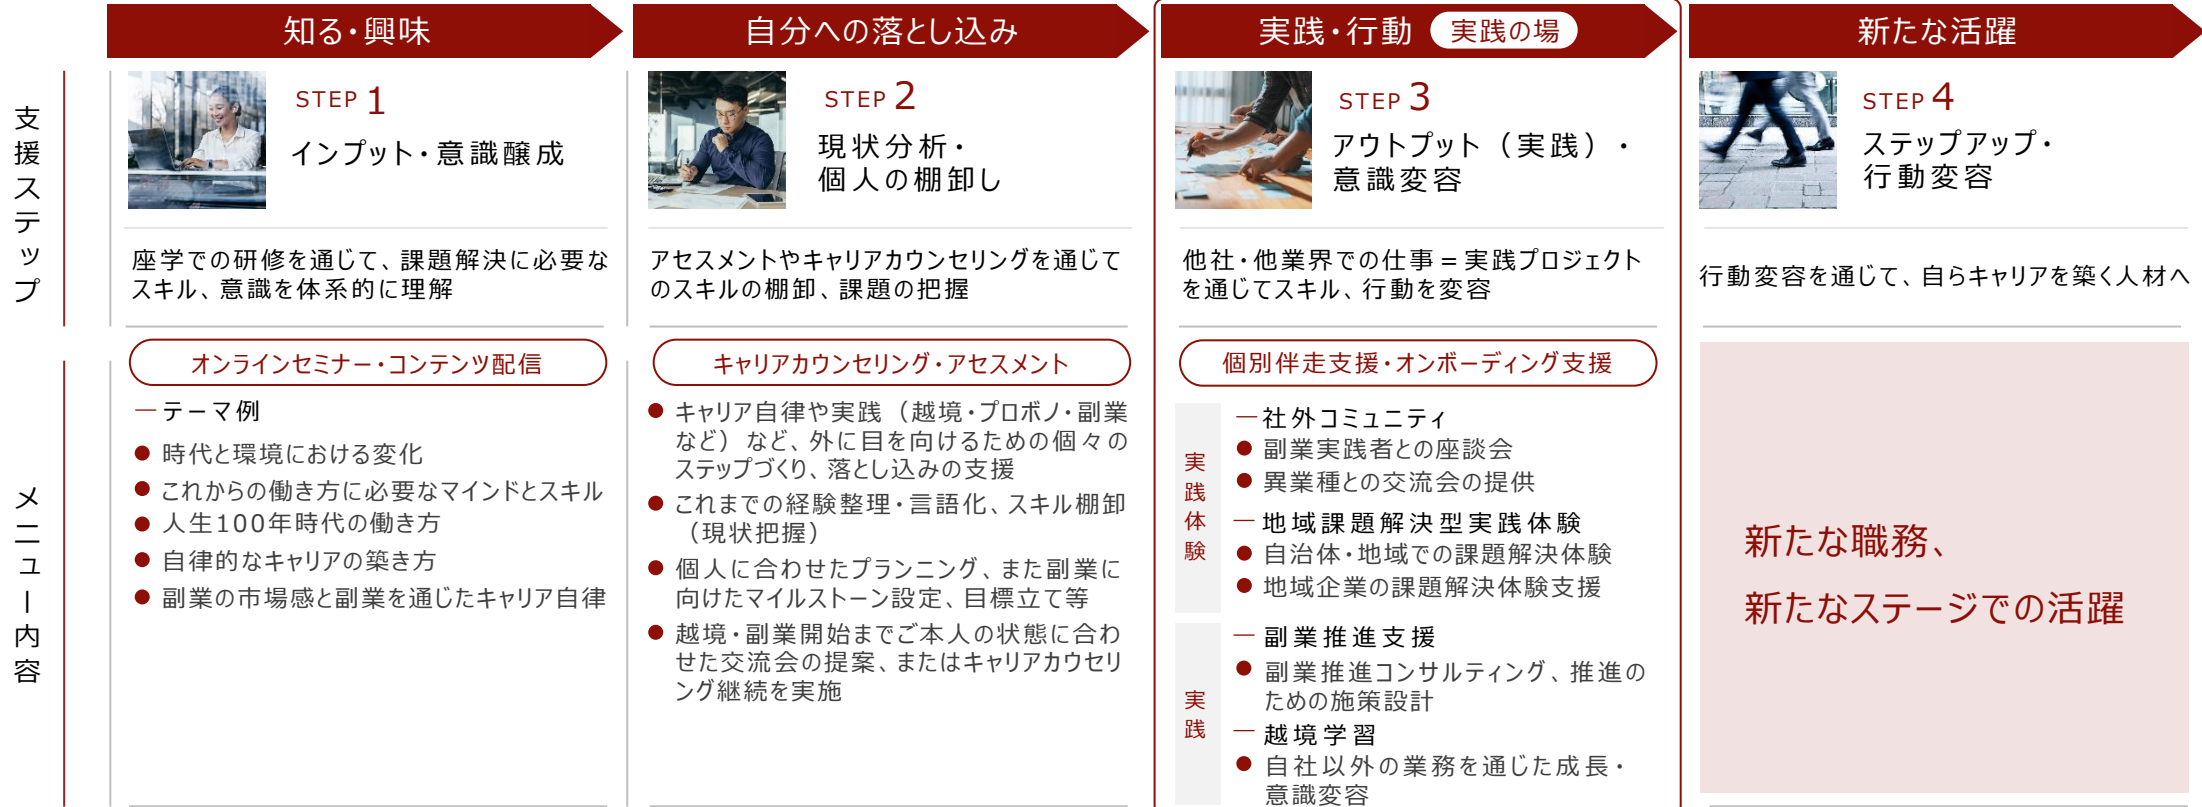 知る・興味
自分への落とし込み
実践・行動 実践の場
新たな活躍
支援ステップ
STEP 1
インプット・意識醸成
座学での研修を通じて、課題解決に必要な
スキル、意識を体系的に理解
STEP 2
現状分析・
個人の棚卸し
アセスメントやキャリアカウンセリングを通じて
のスキルの棚卸、課題の把握
STEP 3
アウトプット（実践）・
意識変容
他社・他業界での仕事＝実践プロジェクト
を通じてスキル、行動を変容
STEP 4
ステップアップ・
行動変容
行動変容を通じて、自らキャリアを築く人材へ
メニュー内容
オンラインセミナー・コンテンツ配信
―テーマ例
● 時代と環境における変化
● これからの働き方に必要なマインドとスキル
● 人生100年時代の働き方
● 自律的なキャリアの築き方
● 副業の市場感と副業を通じたキャリア自律
キャリアカウンセリング・アセスメント
● キャリア自律や実践（越境・プロボノ・副業
など）など、外に目を向けるための個々の
ステップづくり、落とし込みの支援
● これまでの経験整理・言語化、スキル棚卸
（現状把握）
● 個人に合わせたプランニング、また副業に
向けたマイルストーン設定、目標立て等
● 越境・副業開始までご本人の状態に合わ
せた交流会の提案、またはキャリアカウセリ
ング継続を実施
個別伴走支援・オンボーディング支援
実践体験
―社外コミュニティ
● 副業実践者との座談会
● 異業種との交流会の提供
―地域課題解決型実践体験
● 自治体・地域での課題解決体験
● 地域企業の課題解決体験支援
実践
―副業推進支援
● 副業推進コンサルティング、推進の
ための施策設計
―越境学習
● 自社以外の業務を通じた成長・
意識変容
新たな職務、
新たなステージでの活躍